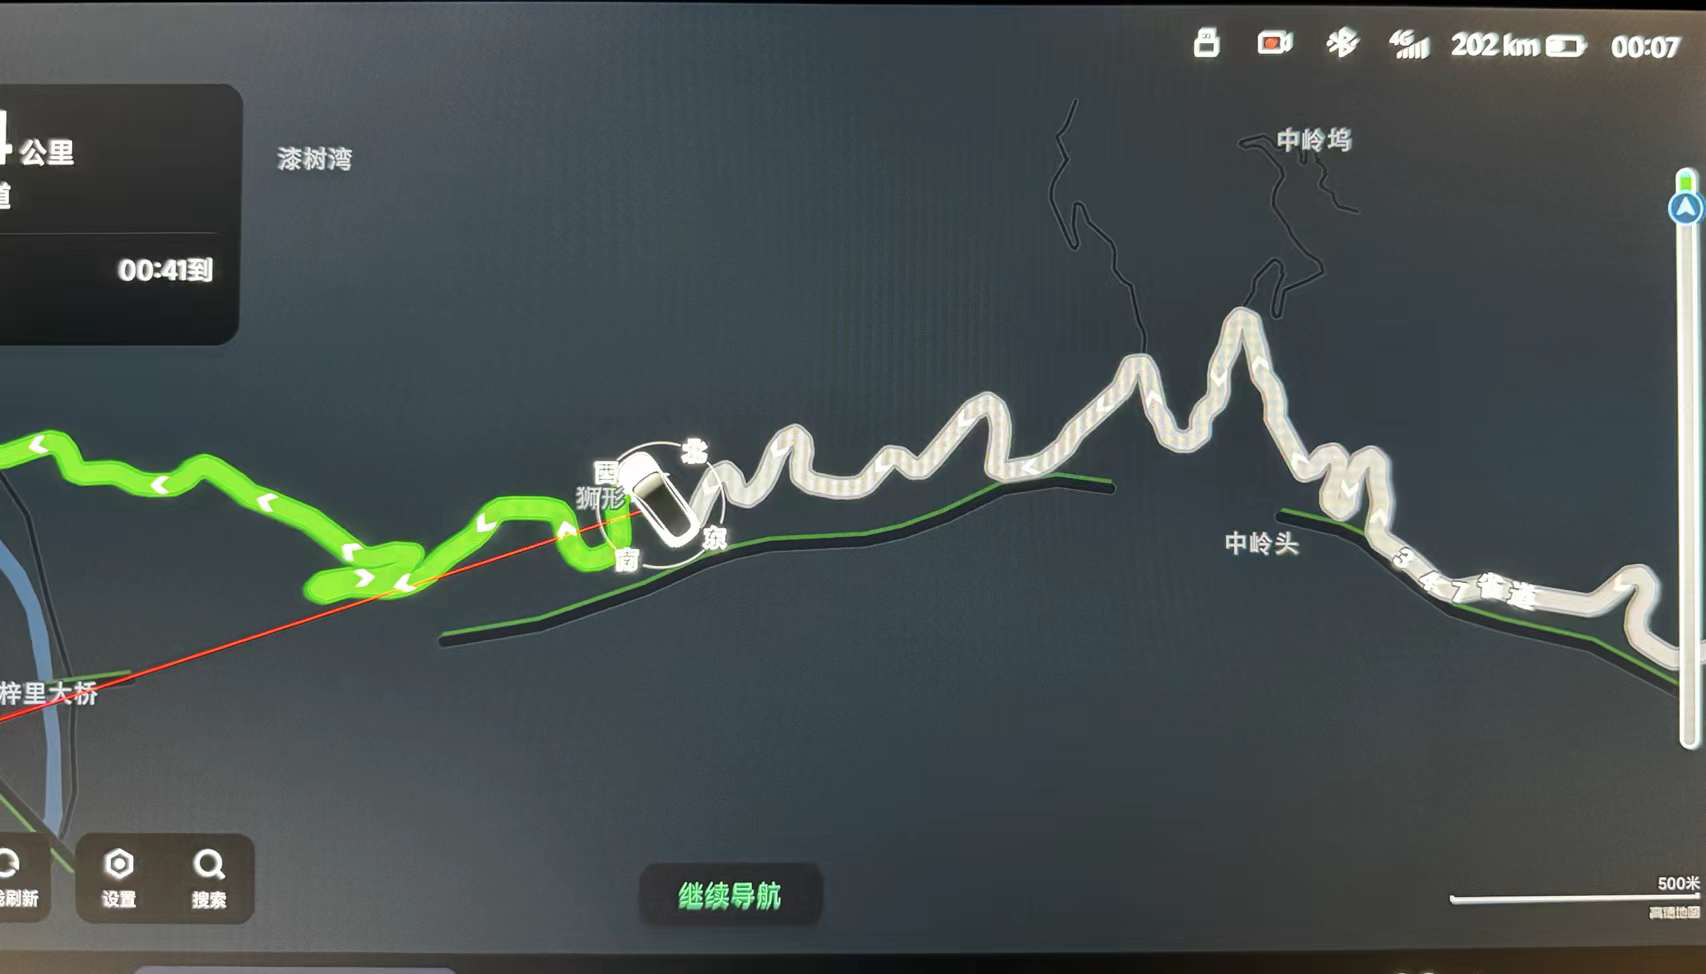 4G 202 km 00:07
公里
道
00:41到
漆树湾
中岭坞
北
西
狮形
东
南
中岭头
347省道
梓里大桥
刷新
设置
搜索
继续导航
500米
高德地图